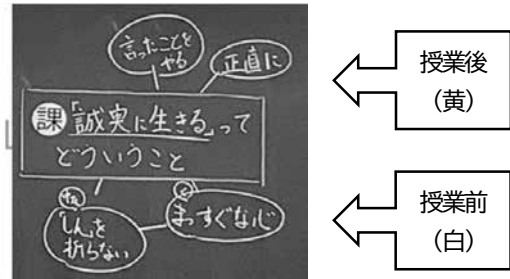 言ったことを
やる
正直に
課「誠実に生きる」って
どういうこと
「しん」を
折らない
まっすぐな心
授業後
(黄)
授業前
(白)